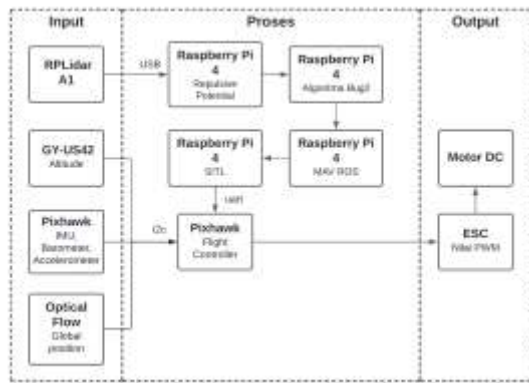 Input
Proses
Output
RPLidar
A1
USB
Raspberry Pi
4
Repulsive
Potential
Raspberry Pi
4
Algoritma Bug2
GY-US42
Altitude
Raspberry Pi
4
SITL
Raspberry Pi
4
MAV ROS
Motor DC
uart
Pixhawk
IMU,
Barometer,
Accelerometer
i2c
Pixhawk
Flight
Controller
ESC
Nilai PWM
Optical
Flow
Global
position